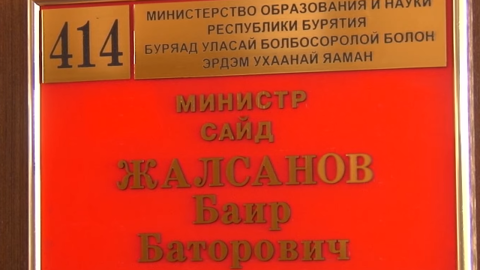 414
МИНИСТЕРСТВО ОБРАЗОВАНИЯ И НАУКИ
РЕСПУБЛИКИ БУРЯТИЯ
БУРЯАД УЛАСАЙ БОЛБОСОРОЛОЙ БОЛОН
ЭРДЭМ УХААНАЙ ЯАМАН
МИНИСТР
САЙД
ЖАЛСАНОВ
Баир
Баторович